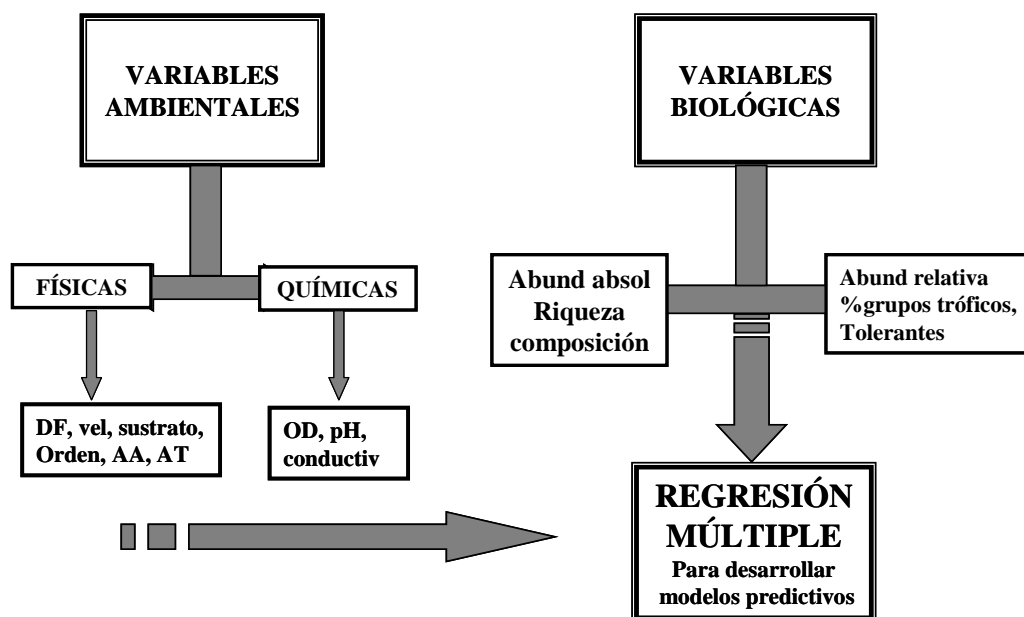 VARIABLES
AMBIENTALES
FÍSICAS
QUÍMICAS
DF, vel, sustrato,
Orden, AA, AT
OD, pH,
conductiv
VARIABLES
BIOLÓGICAS
Abund absol
Riqueza
composición
Abund relativa
%grupos tróficos,
Tolerantes
REGRESIÓN
MÚLTIPLE
Para desarrollar
modelos predictivos